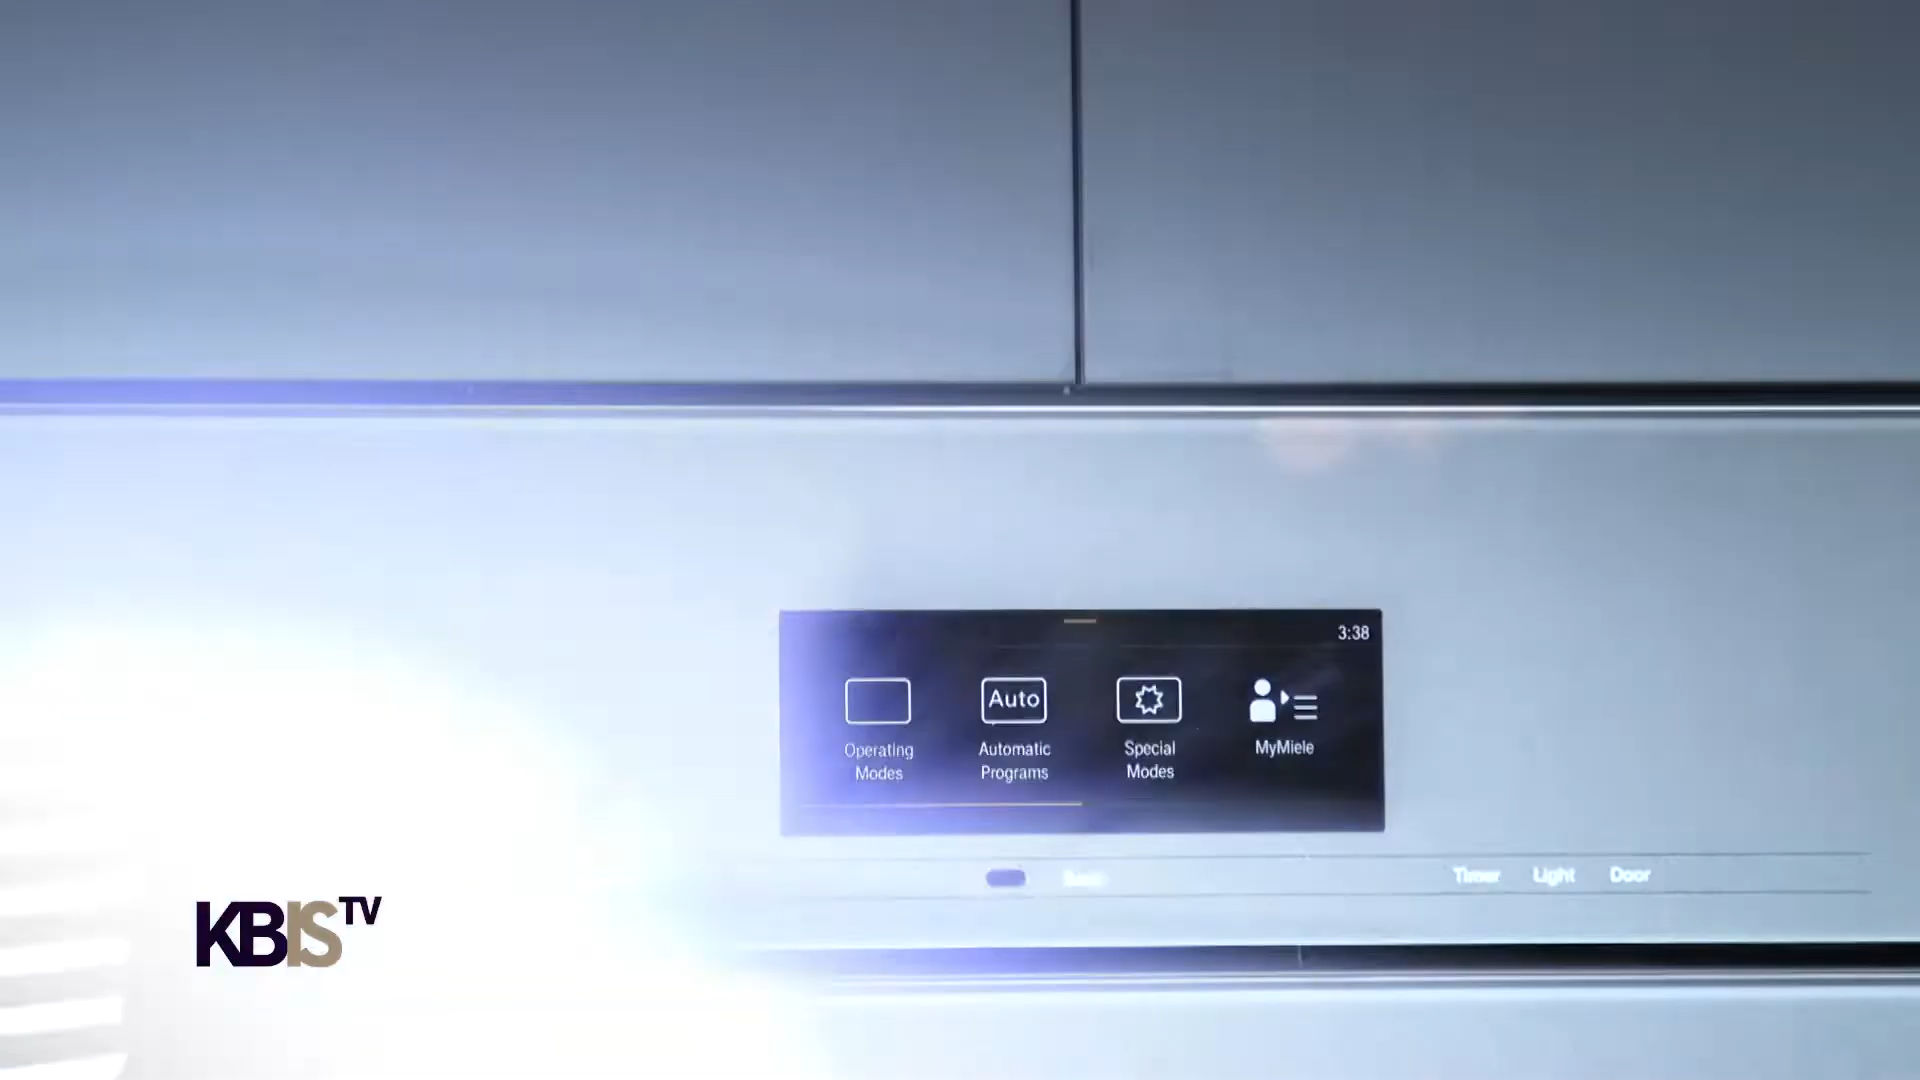 3:38
Auto
Operating
Modes
Automatic
Programs
Special
Modes
MyMiele
Timer Light Door
KBIS TV